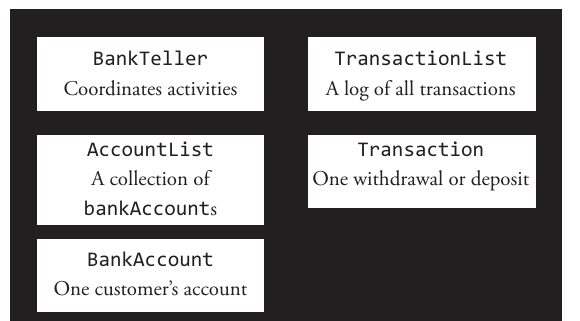 BankTeller
Coordinates activities
TransactionList
A log of all transactions
AccountList
A collection of
bankAccounts
Transaction
One withdrawal or deposit
BankAccount
One customer’s account